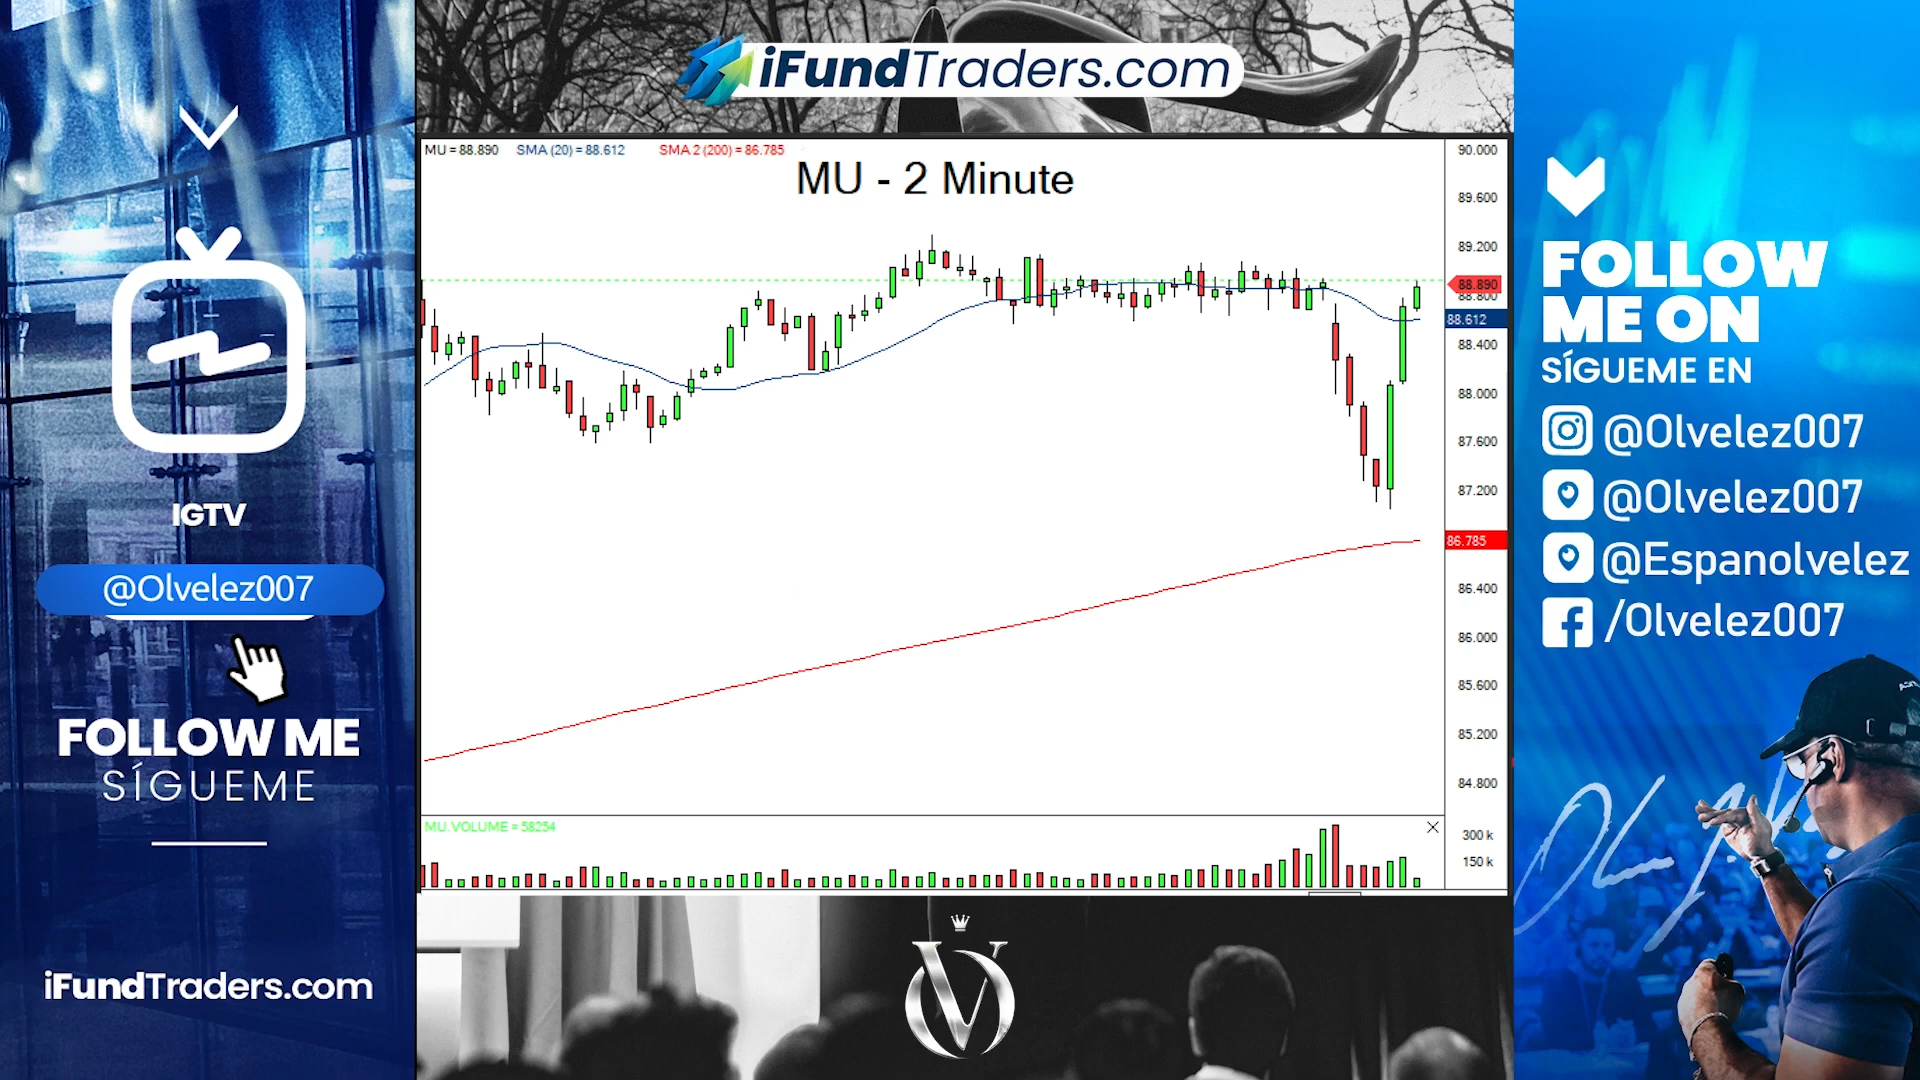 iFundTraders.com
IGTV
@Olvelez007
FOLLOW ME
SÍGUEME
iFundTraders.com
MU = 88.890 SMA (20) = 88.612 SMA 2 (200) = 86.785
MU - 2 Minute
90.000
89.600
89.200
88.890
88.800
88.612
88.400
88.000
87.600
87.200
86.785
86.400
86.000
85.600
85.200
84.800
MU.VOLUME = 58254
300 k
150 k
FOLLOW
ME ON
SÍGUEME EN
@Olvelez007
@Olvelez007
@Espanolvelez
/Olvelez007